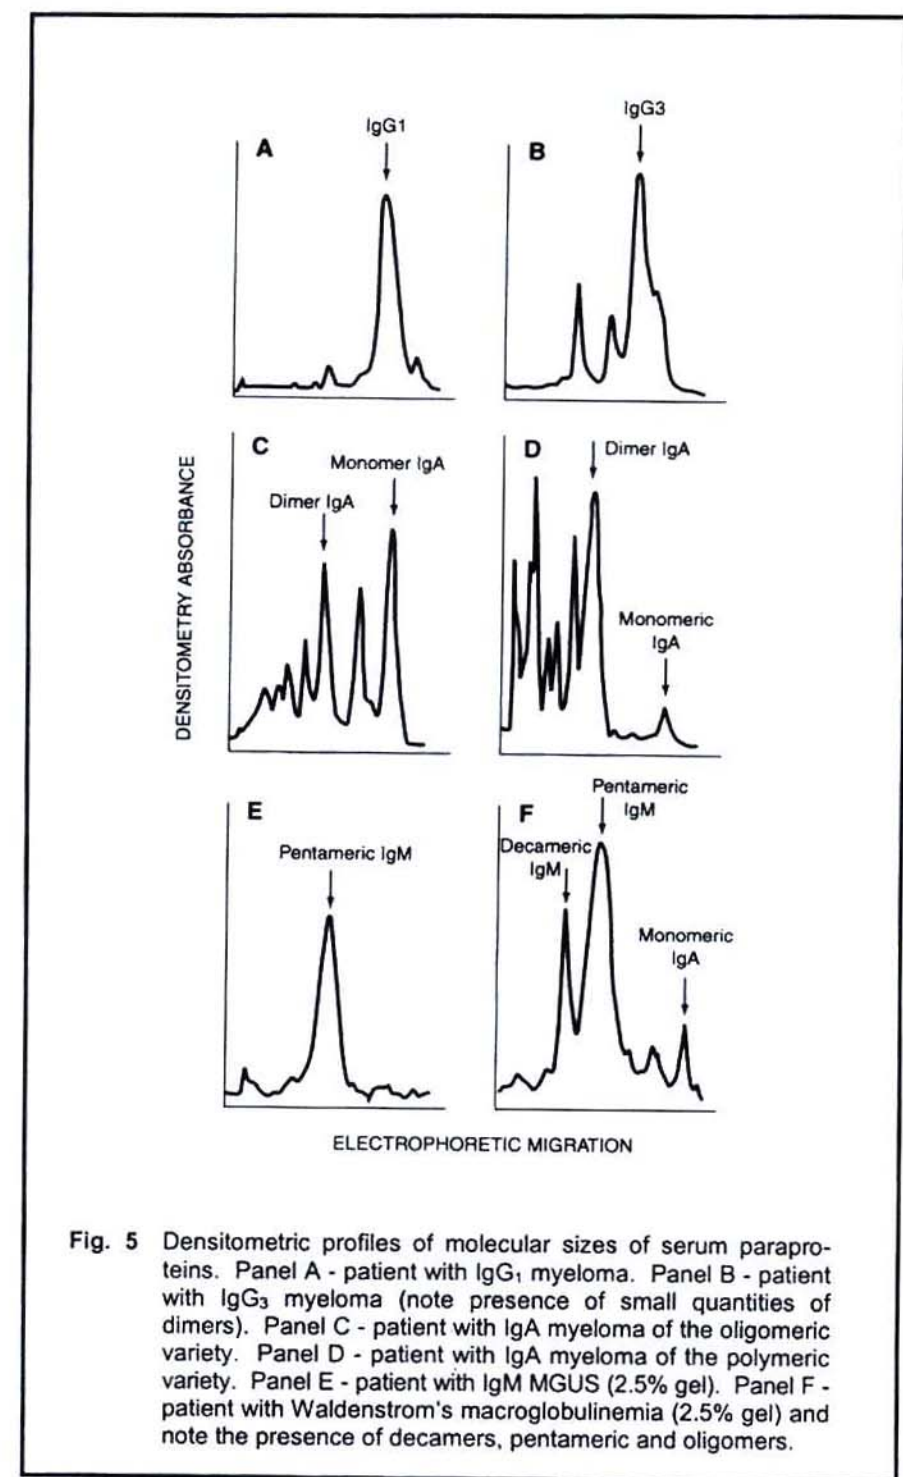 A
IgG1
B
IgG3
C
Monomer IgA
Dimer IgA
D
Dimer IgA
Monomeric
IgA
DENSITOMETRY ABSORBANCE
E
Pentameric IgM
F
Pentameric
IgM
Decameric
IgM
Monomeric
IgA
ELECTROPHORETIC MIGRATION
Fig. 5 Densitometric profiles of molecular sizes of serum parapro-
teins. Panel A - patient with IgG₁ myeloma. Panel B - patient
with IgG₃ myeloma (note presence of small quantities of
dimers). Panel C - patient with IgA myeloma of the oligomeric
variety. Panel D - patient with IgA myeloma of the polymeric
variety. Panel E - patient with IgM MGUS (2.5% gel). Panel F -
patient with Waldenstrom's macroglobulinemia (2.5% gel) and
note the presence of decamers, pentameric and oligomers.